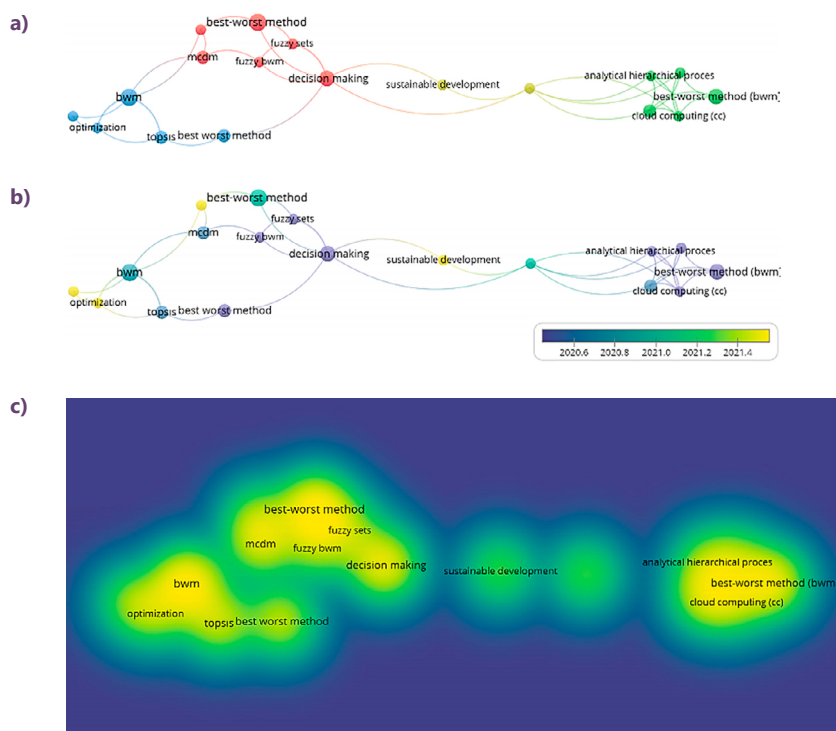 a)
best-worst method
fuzzy sets
mcdm
fuzzy bwm
decision making
sustainable development
analytical hierarchical proces
bwm
best-worst method (bwm)
optimization
cloud computing (cc)
topsis
best worst method
b)
best-worst method
fuzzy sets
mcdm
fuzzy bwm
decision making
sustainable development
analytical hierarchical proces
bwm
best-worst method (bwm)
optimization
cloud computing (cc)
topsis
best worst method
2020.6 2020.8 2021.0 2021.2 2021.4
c)
best-worst method
fuzzy sets
mcdm
fuzzy bwm
decision making
sustainable development
analytical hierarchical proces
bwm
best-worst method (bwm
optimization
cloud computing (cc)
topsis
best worst method